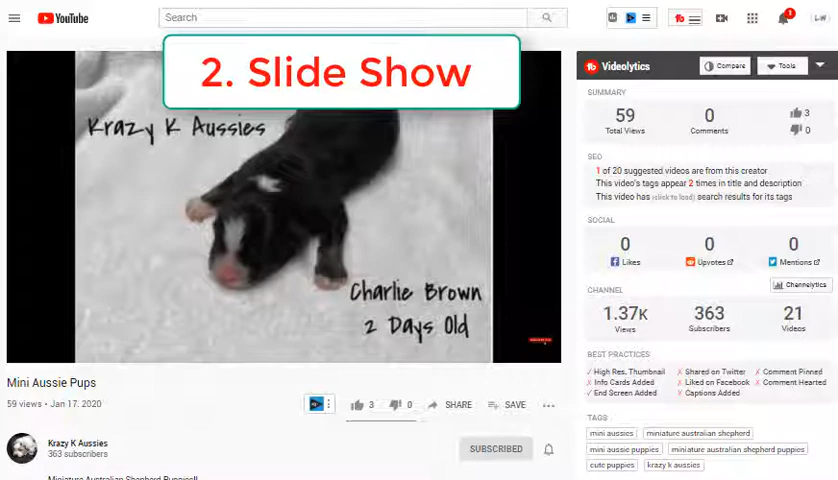 YouTube
Search
1
2. Slide Show
Krazy K Aussies
Charlie Brown
2 Days Old
Mini Aussie Pups
59 views • Jan 17, 2020
3
0
SHARE
SAVE
Krazy K Aussies
363 subscribers
SUBSCRIBED
Miniature Australian Shepherd Puppies!!
Videolytics
Compare
Tools
SUMMARY
59
Total Views
0
Comments
3
0
SEO
1 of 20 suggested videos are from this creator
This video's tags appear 2 times in title and description
This video has (click to load) search results for its tags
SOCIAL
0
Likes
0
Upvotes
0
Mentions
CHANNEL
Channelytics
1.37K
Views
363
Subscribers
21
Videos
BEST PRACTICES
✓ High Res. Thumbnail
✗ Shared on Twitter
✗ Comment Pinned
✗ Info Cards Added
✗ Liked on Facebook
✗ Comment Hearted
✓ End Screen Added
✗ Captions Added
TAGS
mini aussies
miniature australian shepherd
mini aussie puppies
miniature australian shepherd puppies
cute puppies
krazy k aussies